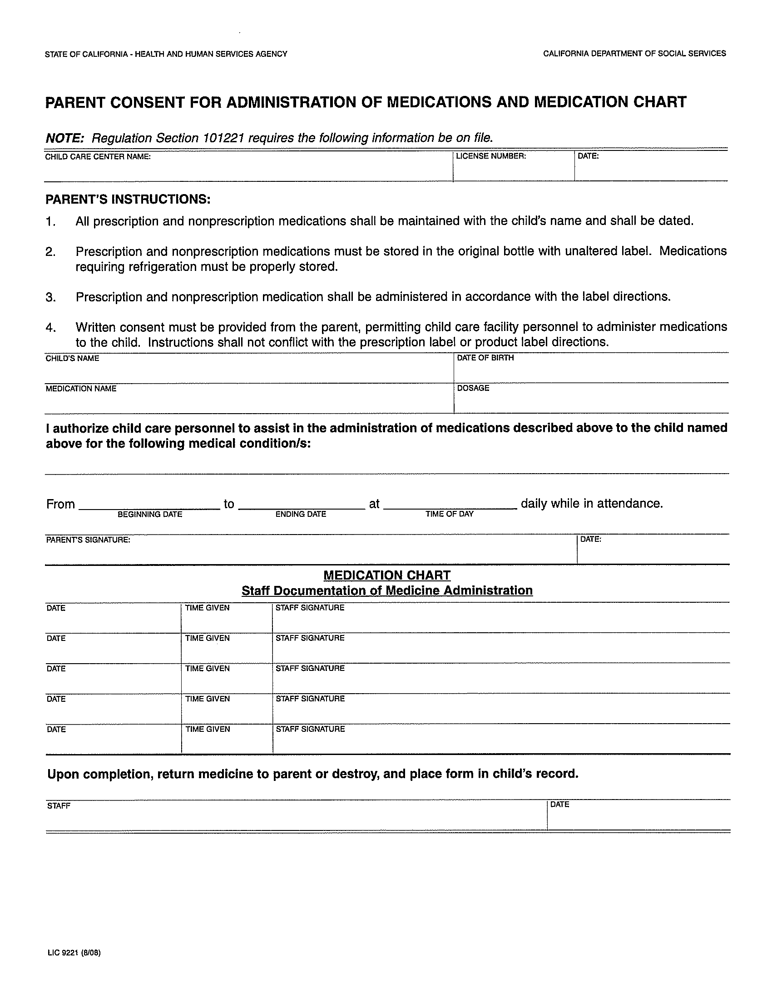 STATE OF CALIFORNIA - HEALTH AND HUMAN SERVICES AGENCY
CALIFORNIA DEPARTMENT OF SOCIAL SERVICES
PARENT CONSENT FOR ADMINISTRATION OF MEDICATIONS AND MEDICATION CHART
NOTE: Regulation Section 101221 requires the following information be on file.
CHILD CARE CENTER NAME:
LICENSE NUMBER:
DATE:
PARENT'S INSTRUCTIONS:
1. All prescription and nonprescription medications shall be maintained with the child's name and shall be dated.
2. Prescription and nonprescription medications must be stored in the original bottle with unaltered label. Medications
requiring refrigeration must be properly stored.
3. Prescription and nonprescription medication shall be administered in accordance with the label directions.
4. Written consent must be provided from the parent, permitting child care facility personnel to administer medications
to the child. Instructions shall not conflict with the prescription label or product label directions.
CHILD'S NAME
DATE OF BIRTH
MEDICATION NAME
DOSAGE
I authorize child care personnel to assist in the administration of medications described above to the child named
above for the following medical condition/s:
From to at daily while in attendance.
BEGINNING DATE ENDING DATE TIME OF DAY
PARENT'S SIGNATURE:
DATE:
MEDICATION CHART
Staff Documentation of Medicine Administration
DATE TIME GIVEN STAFF SIGNATURE
DATE TIME GIVEN STAFF SIGNATURE
DATE TIME GIVEN STAFF SIGNATURE
DATE TIME GIVEN STAFF SIGNATURE
DATE TIME GIVEN STAFF SIGNATURE
Upon completion, return medicine to parent or destroy, and place form in child's record.
STAFF
DATE
LIC 9221 (8/08)